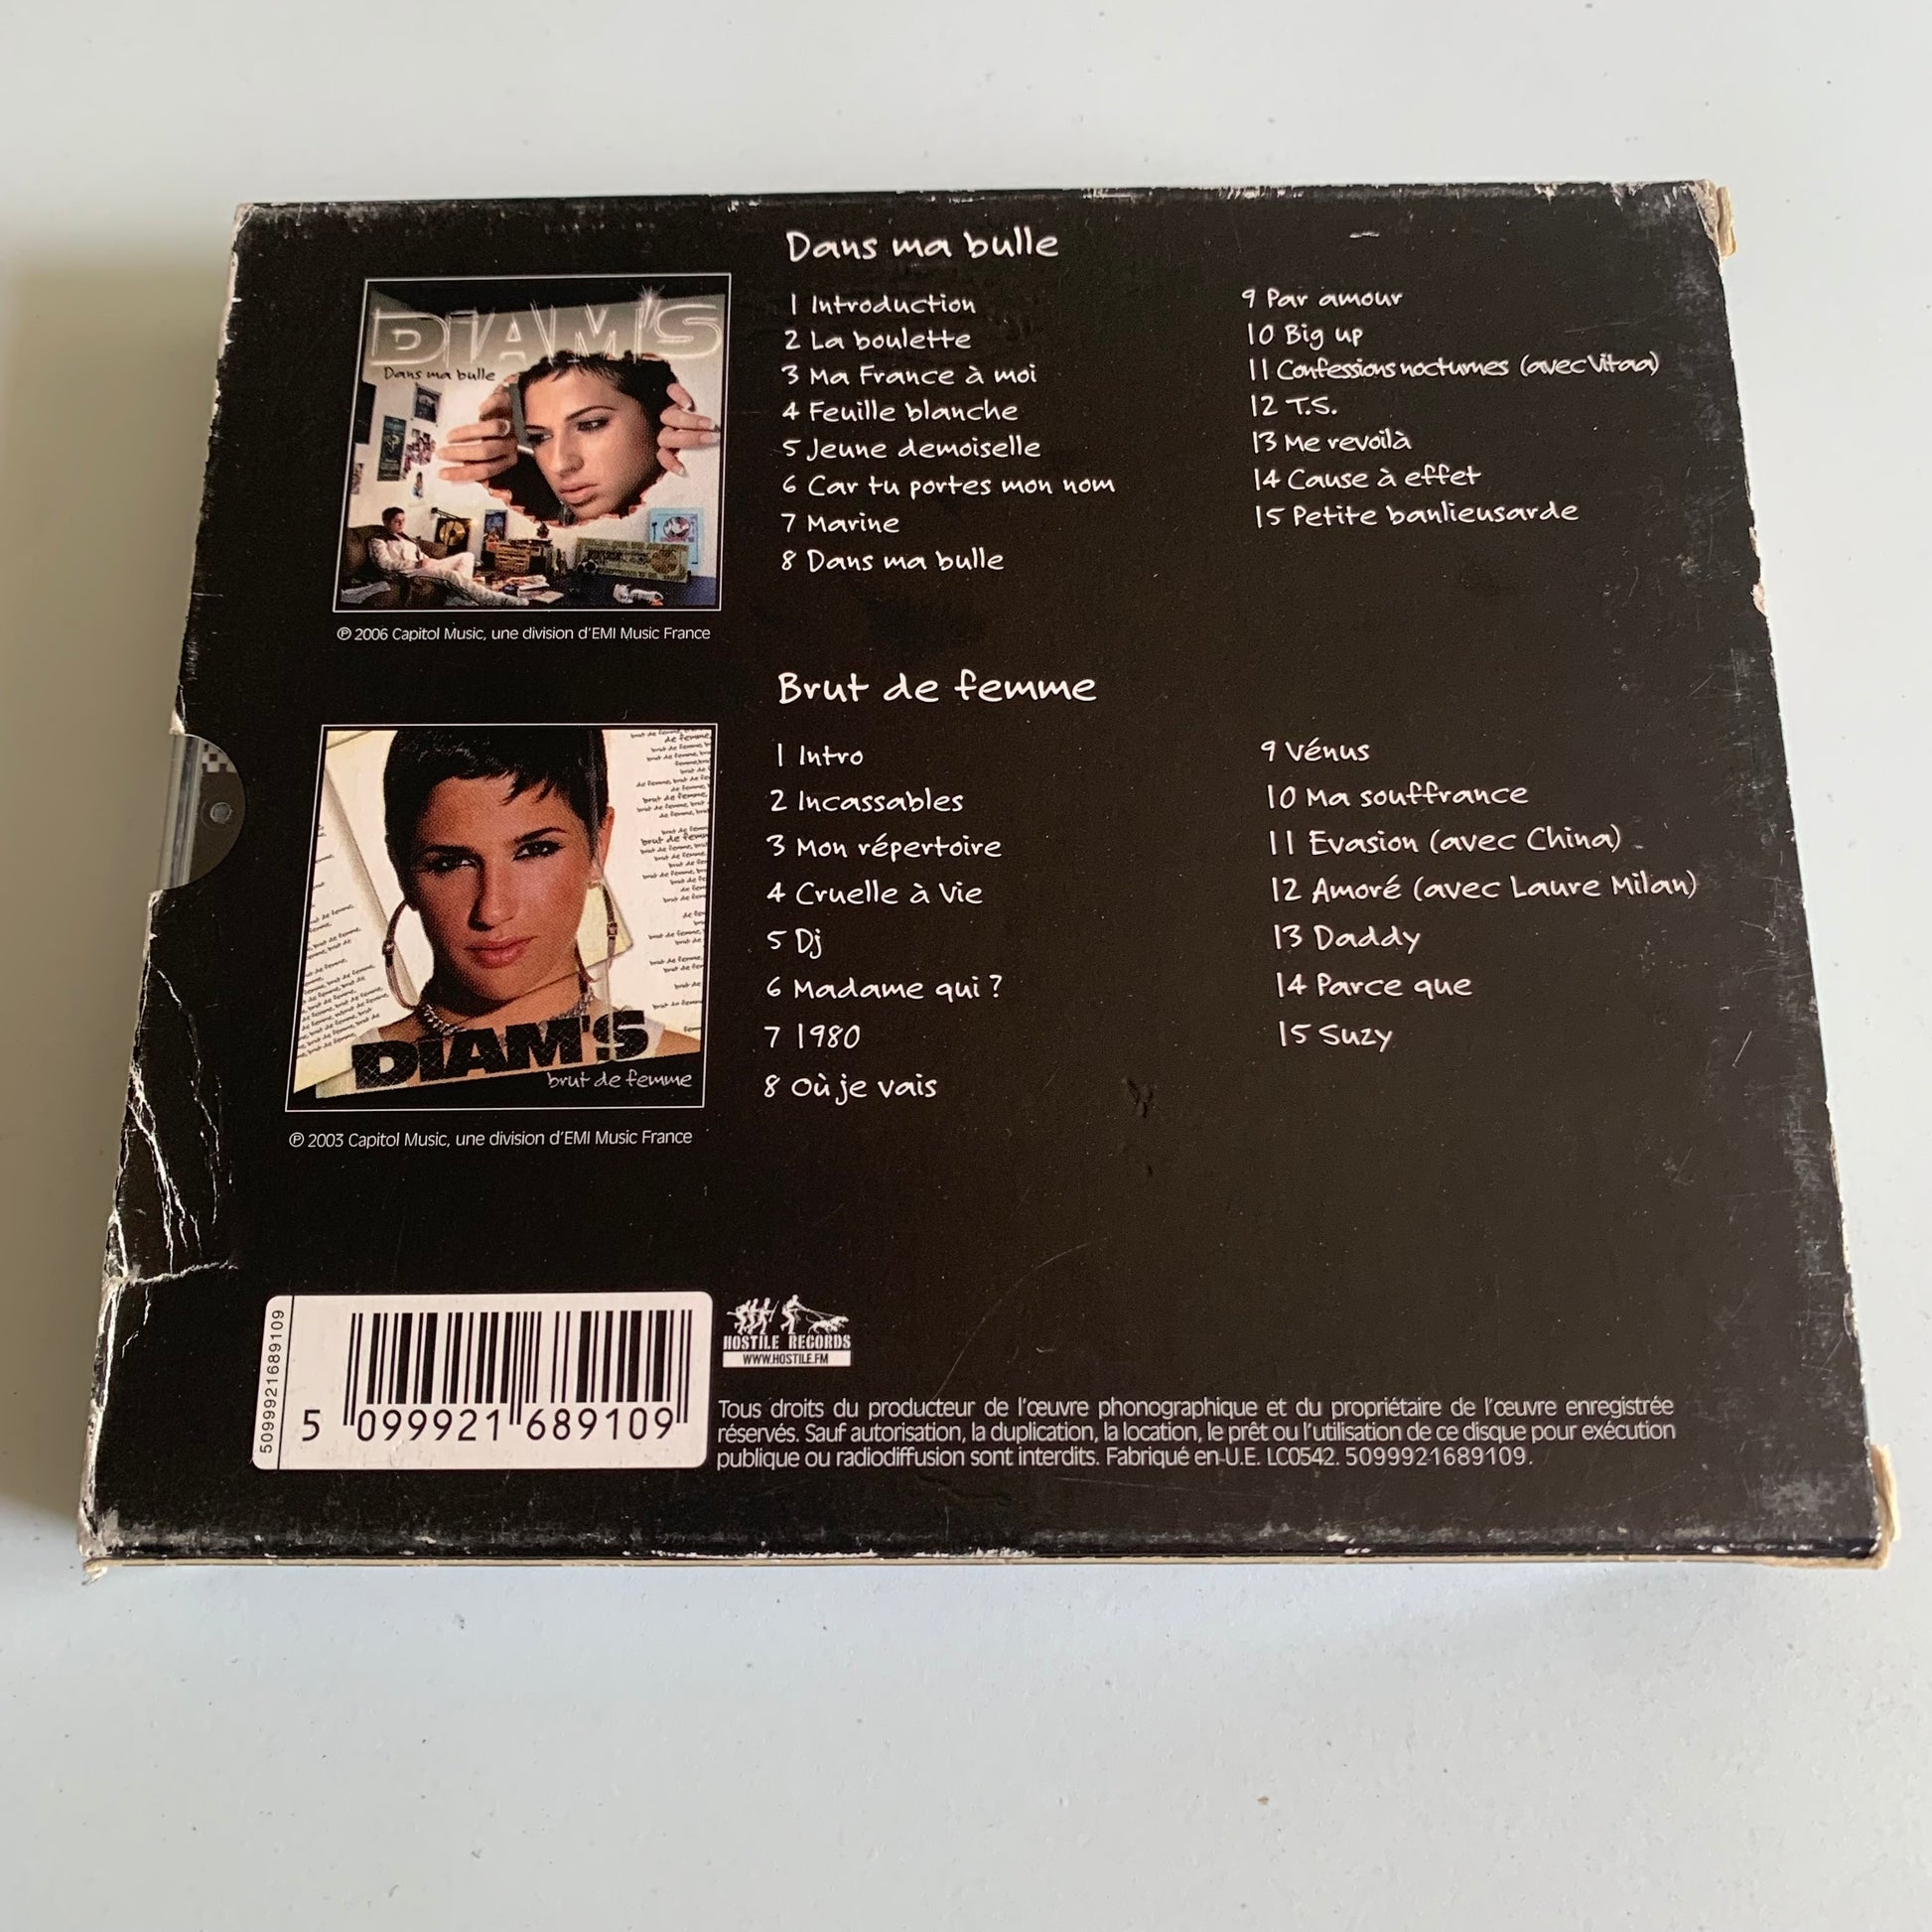 DIAM'S
Dans ma bulle
℗ 2006 Capitol Music, une division d'EMI Music France
Dans ma bulle
1 Introduction
2 La boulette
3 Ma France à moi
4 Feuille blanche
5 Jeune demoiselle
6 Car tu portes mon nom
7 Marine
8 Dans ma bulle
9 Par amour
10 Big up
11 Confessions nocturnes (avec Vitaa)
12 T.S.
13 Me revoilà
14 Cause à effet
15 Petite banlieusarde
DIAM'S
brut de femme
℗ 2003 Capitol Music, une division d'EMI Music France
Brut de femme
1 Intro
2 Incassables
3 Mon répertoire
4 Cruelle à Vie
5 Dj
6 Madame qui ?
7 1980
8 Où je vais
9 Vénus
10 Ma souffrance
11 Evasion (avec China)
12 Amoré (avec Laure Milan)
13 Daddy
14 Parce que
15 Suzy
5099921689109
5 099921 689109
HOSTILE RECORDS
WWW.HOSTILE.FM
Tous droits du producteur de l'œuvre phonographique et du propriétaire de l'œuvre enregistrée
réservés. Sauf autorisation, la duplication, la location, le prêt ou l'utilisation de ce disque pour exécution
publique ou radiodiffusion sont interdits. Fabriqué en U.E. LC0542. 5099921689109.